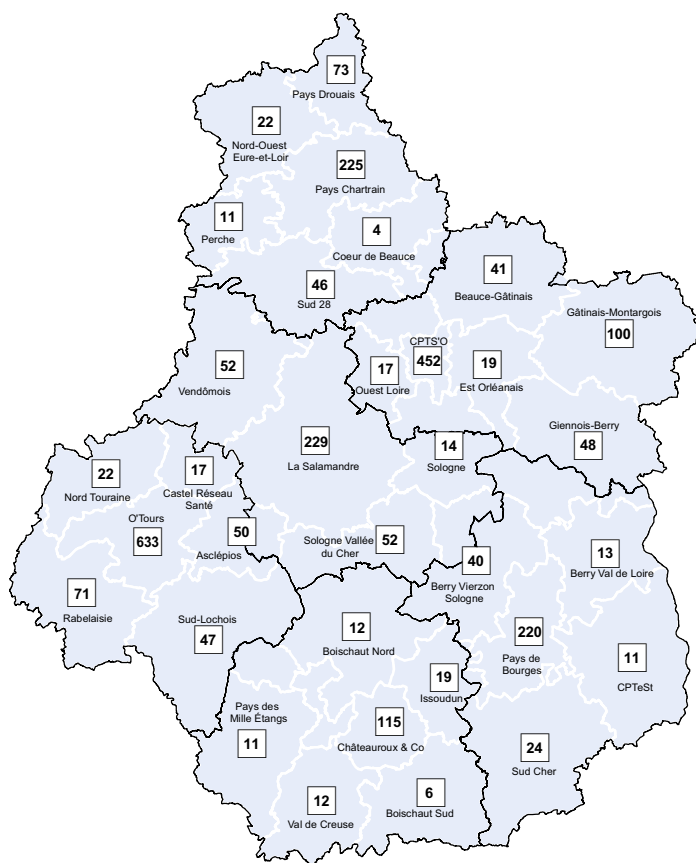 73
Pays Drouais
22
Nord-Ouest
Eure-et-Loir
225
Pays Chartrain
11
Perche
4
Coeur de Beauce
46
Sud 28
41
Beauce-Gâtinais
Gâtinais-Montargois
100
CPTS'O
452
17
Ouest Loire
19
Est Orléanais
52
Vendômois
Giennois-Berry
48
229
La Salamandre
14
Sologne
22
Nord Touraine
17
Castel Réseau
Santé
O'Tours
633
50
Asclépios
Sologne Vallée
du Cher
52
40
Berry Vierzon
Sologne
13
Berry Val de Loire
71
Rabelaisie
Sud-Lochois
47
12
Boischaut Nord
220
Pays de
Bourges
11
CPTeSt
19
Issoudun
Pays des
Mille Étangs
11
115
Châteauroux & Co
24
Sud Cher
12
Val de Creuse
6
Boischaut Sud